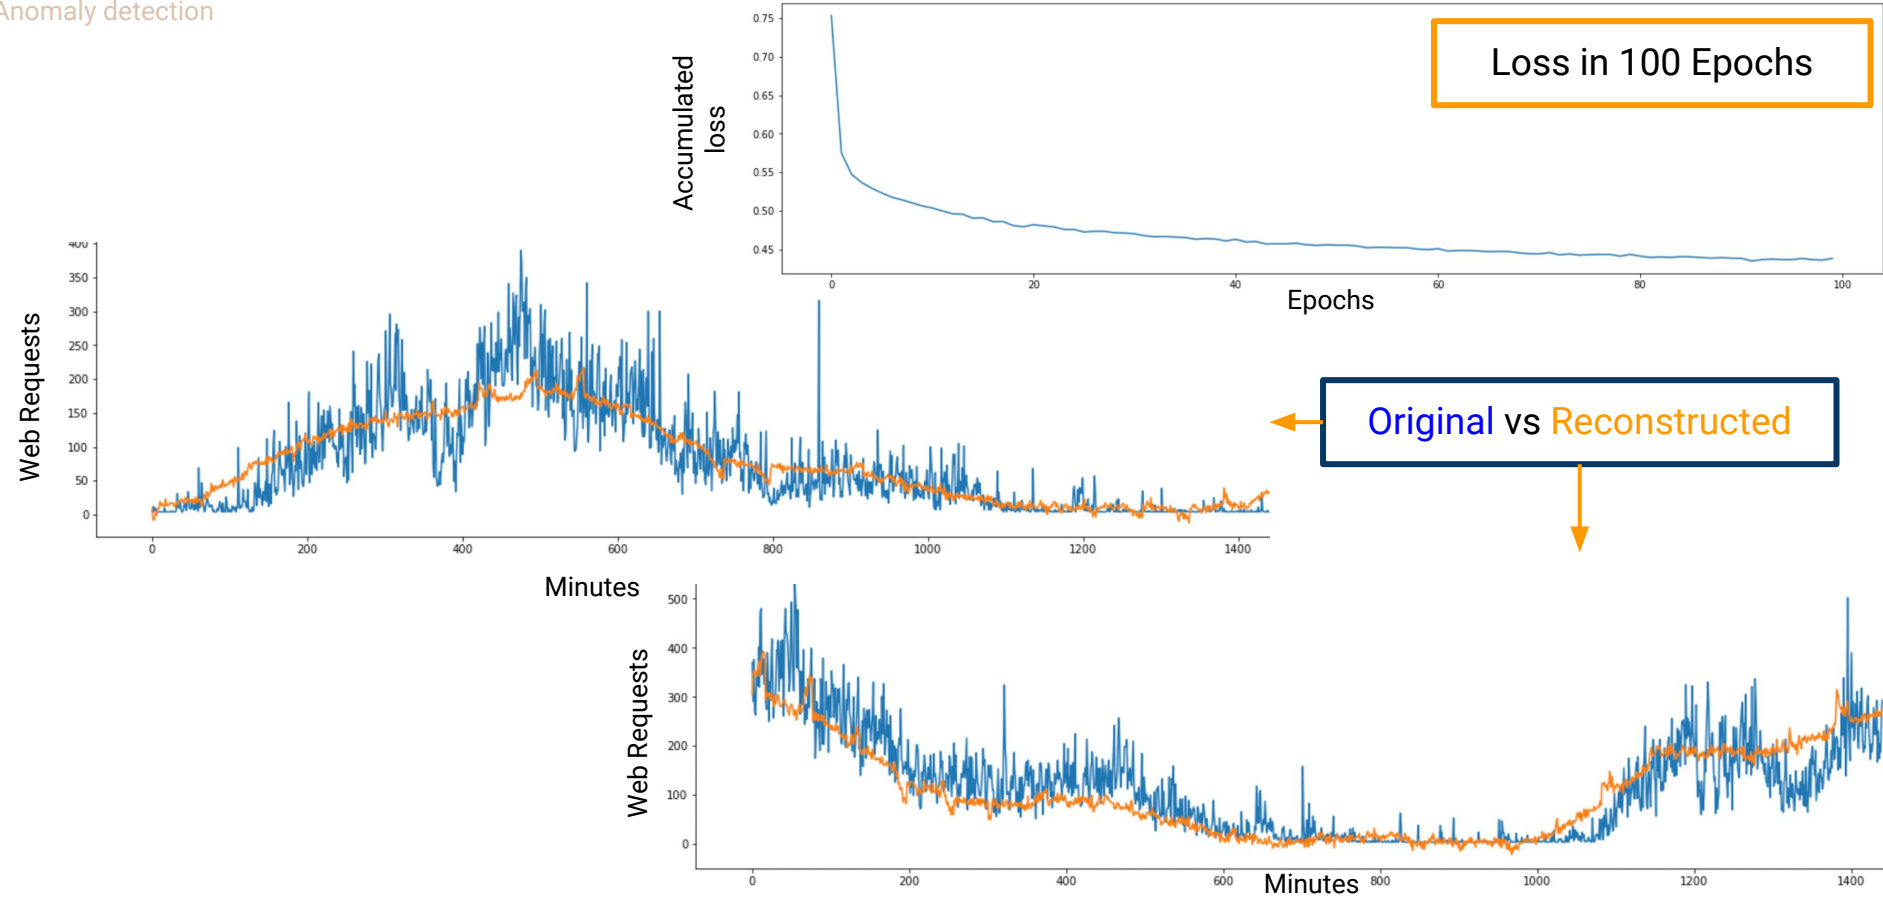 Anomaly detection
Loss in 100 Epochs
Accumulated
loss
0.75
0.70
0.65
0.60
0.55
0.50
0.45
0 20 40 60 80 100
Epochs
Web Requests
400
350
300
250
200
150
100
50
0
0 200 400 600 800 1000 1200 1400
Minutes
Original vs Reconstructed
Web Requests
500
400
300
200
100
0
0 200 400 600 800 1000 1200 1400
Minutes